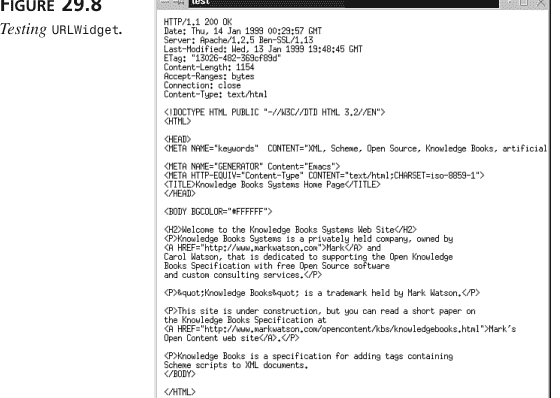 FIGURE 29.8
Testing URLWidget.
test
HTTP/1.1 200 OK
Date: Thu, 14 Jan 1999 00:29:57 GMT
Server: Apache/1.2.5 Ben-SSL/1.13
Last-Modified: Wed, 13 Jan 1999 19:48:45 GMT
ETag: "13026-482-369cf89d"
Content-Length: 1154
Accept-Ranges: bytes
Connection: close
Content-Type: text/html
<!DOCTYPE HTML PUBLIC "-//W3C//DTD HTML 3.2//EN">
<HTML>
<HEAD>
<META NAME="keywords" CONTENT="XML, Scheme, Open Source, Knowledge Books, artificial
<META NAME="GENERATOR" Content="Emacs">
<META HTTP-EQUIV="Content-Type" CONTENT="text/html;CHARSET=iso-8859-1">
<TITLE>Knowledge Books Systems Home Page</TITLE>
</HEAD>
<BODY BGCOLOR="#FFFFFF">
<H2>Welcome to the Knowledge Books Systems Web Site</H2>
<P>Knowledge Books Systems is a privately held company, owned by
<A HREF="http://www.markwatson.com">Mark</A> and
Carol Watson, that is dedicated to supporting the Open Knowledge
Books Specification with free Open Source software
and custom consulting services.</P>
<P>&quot;Knowledge Books&quot; is a trademark held by Mark Watson.</P>
<P>This site is under construction, but you can read a short paper on
the Knowledge Books Specification at
<A HREF="http://www.markwatson.com/opencontent/kbs/knowledgebooks.html">Mark's
Open Content web site</A>.</P>
<P>Knowledge Books is a specification for adding tags containing
Scheme scripts to XML documents.
</BODY>
</HTML>